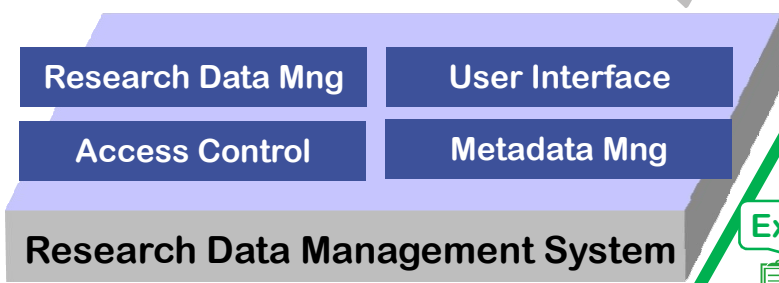 Research Data Mng
User Interface
Access Control
Metadata Mng
Research Data Management System